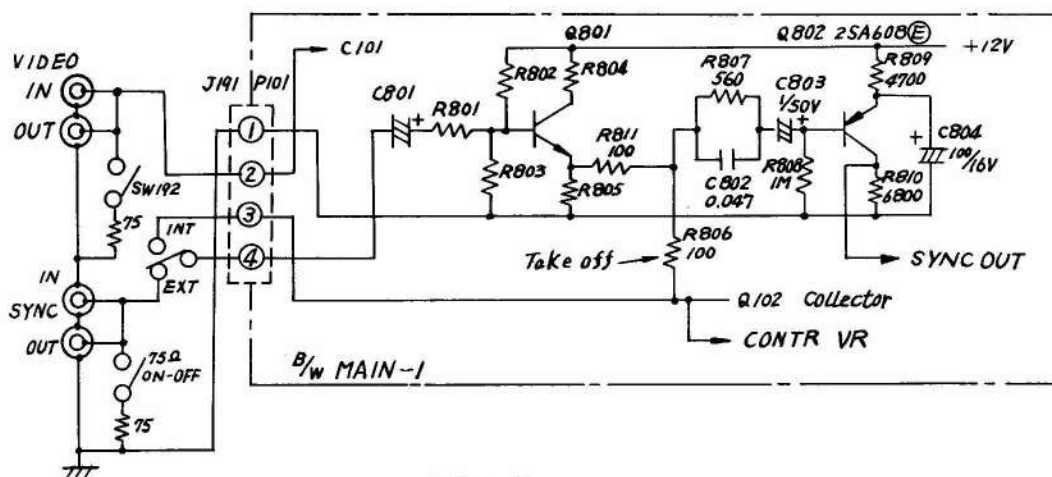 VIDEO
IN
OUT
SW192
75
INT
EXT
IN
SYNC
OUT
75Ω
ON-OFF
75
J191
P101
1
2
3
4
C101
C801
+
R801
R802
R803
Q801
R804
R805
R811
100
R807
560
C802
0.047
C803
1/50V
+
R808
1M
Q802 2SA608 E
+12V
R809
4700
+
C804
100
/16V
R810
6800
SYNC OUT
R806
100
Take off
Q102 Collector
CONTR VR
B/W MAIN-1